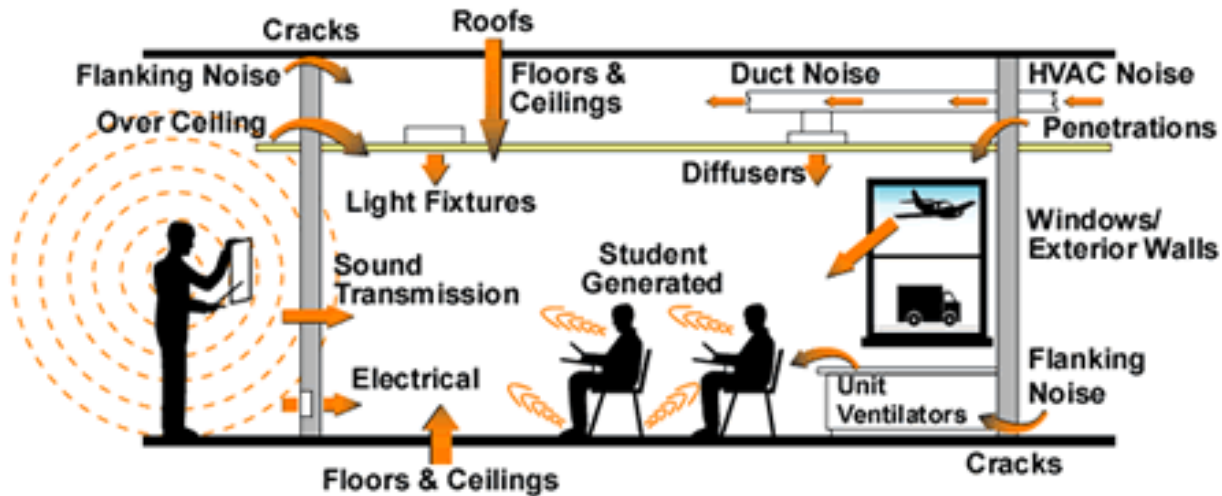 Cracks
Roofs
Flanking Noise
Floors &
Ceilings
Duct Noise
HVAC Noise
Over Ceiling
Penetrations
Light Fixtures
Diffusers
Windows/
Exterior Walls
Sound
Transmission
Student
Generated
Electrical
Unit
Ventilators
Flanking
Noise
Floors & Ceilings
Cracks